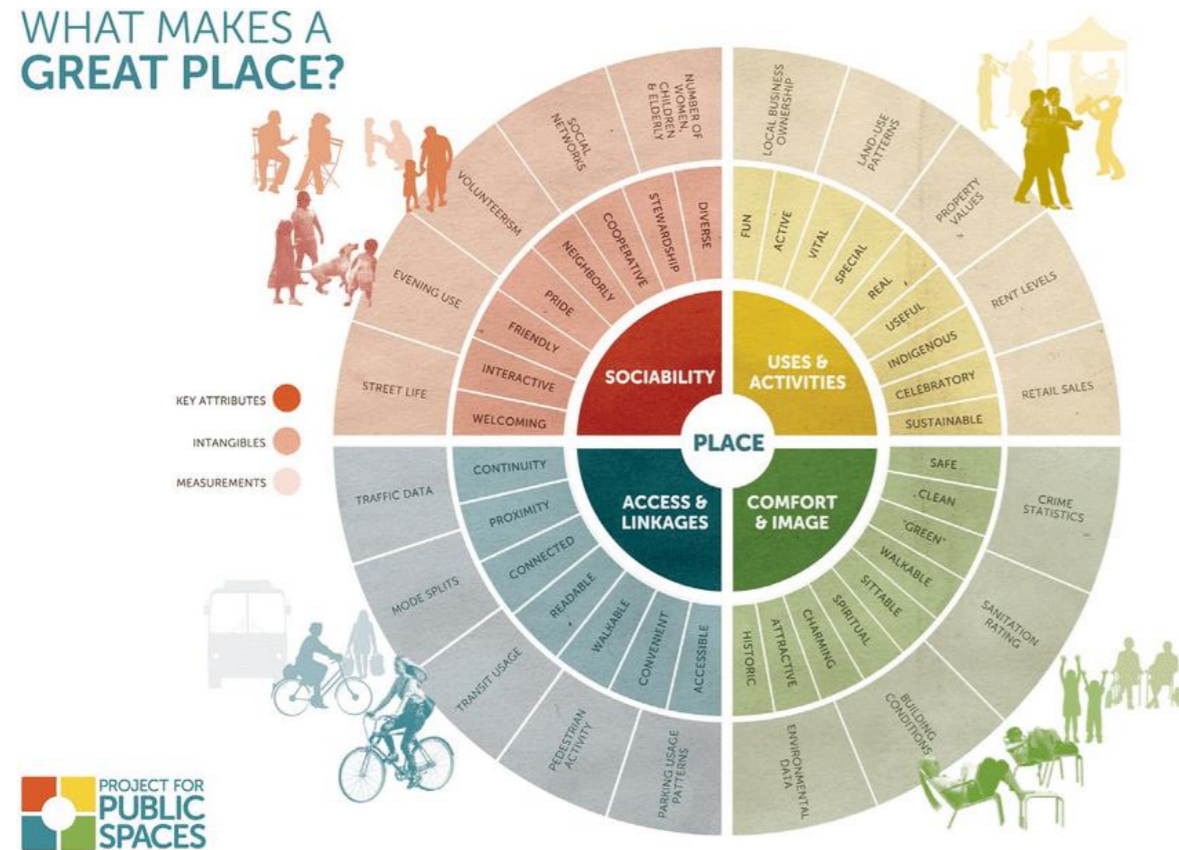 WHAT MAKES A
GREAT PLACE?
KEY ATTRIBUTES
INTANGIBLES
MEASUREMENTS
PLACE
SOCIABILITY
USES &
ACTIVITIES
ACCESS &
LINKAGES
COMFORT
& IMAGE
WELCOMING
INTERACTIVE
FRIENDLY
PRIDE
NEIGHBORLY
COOPERATIVE
STEWARDSHIP
DIVERSE
FUN
ACTIVE
VITAL
SPECIAL
REAL
USEFUL
INDIGENOUS
CELEBRATORY
SUSTAINABLE
SAFE
CLEAN
"GREEN"
WALKABLE
SITTABLE
SPIRITUAL
CHARMING
ATTRACTIVE
HISTORIC
ACCESSIBLE
CONVENIENT
WALKABLE
READABLE
CONNECTED
PROXIMITY
CONTINUITY
STREET LIFE
EVENING USE
VOLUNTEERISM
SOCIAL
NETWORKS
NUMBER OF
WOMEN,
CHILDREN
& ELDERLY
LOCAL BUSINESS
OWNERSHIP
LAND-USE
PATTERNS
PROPERTY
VALUES
RENT LEVELS
RETAIL SALES
CRIME
STATISTICS
SANITATION
RATING
BUILDING
CONDITIONS
ENVIRONMENTAL
DATA
PARKING USAGE
PATTERNS
PEDESTRIAN
ACTIVITY
TRANSIT USAGE
MODE SPLITS
TRAFFIC DATA
PROJECT FOR
PUBLIC
SPACES